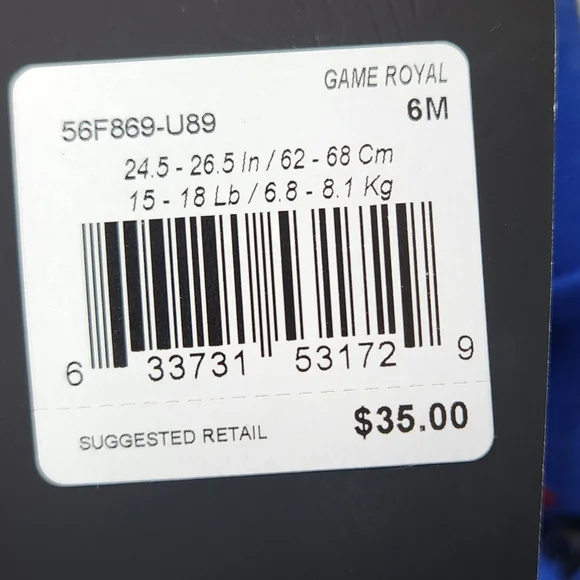 GAME ROYAL
56F869-U89 6M
24.5 - 26.5 In / 62 - 68 Cm
15 - 18 Lb / 6.8 - 8.1 Kg
6 33731 53172 9
SUGGESTED RETAIL $35.00